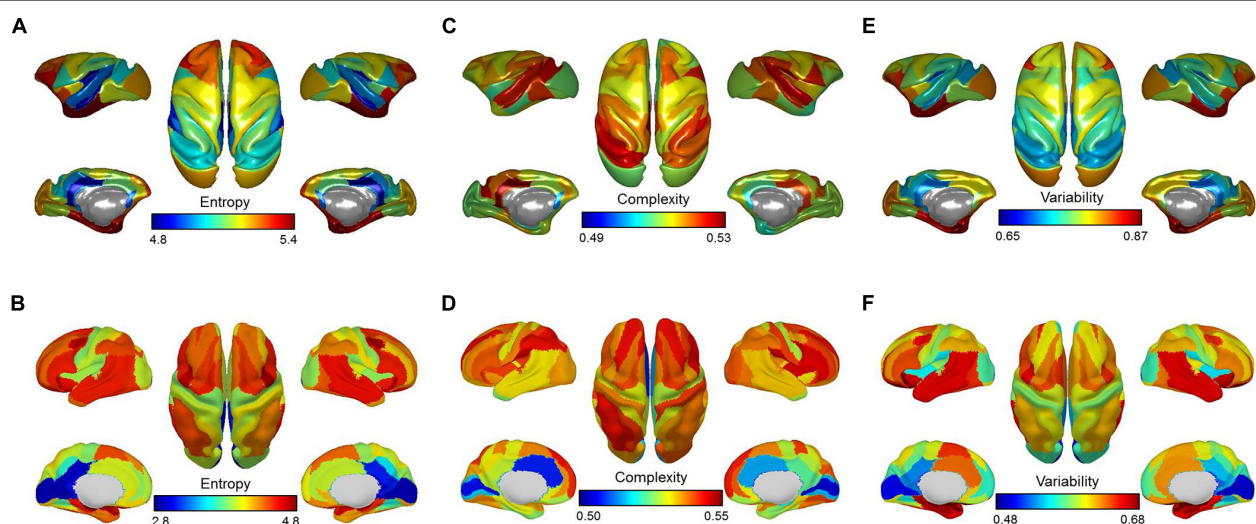 A
C
E
Entropy
4.8 5.4
Complexity
0.49 0.53
Variability
0.65 0.87
B
D
F
Entropy
2.8 4.8
Complexity
0.50 0.55
Variability
0.48 0.68